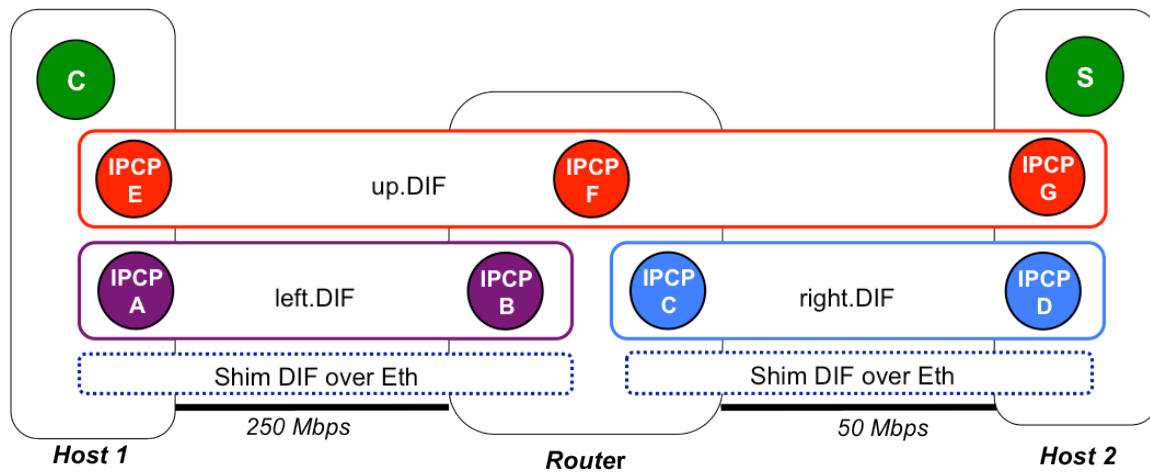 C
S
IPCP
E
up.DIF
IPCP
F
IPCP
G
IPCP
A
left.DIF
IPCP
B
IPCP
C
right.DIF
IPCP
D
Shim DIF over Eth
Shim DIF over Eth
250 Mbps
50 Mbps
Host 1
Router
Host 2